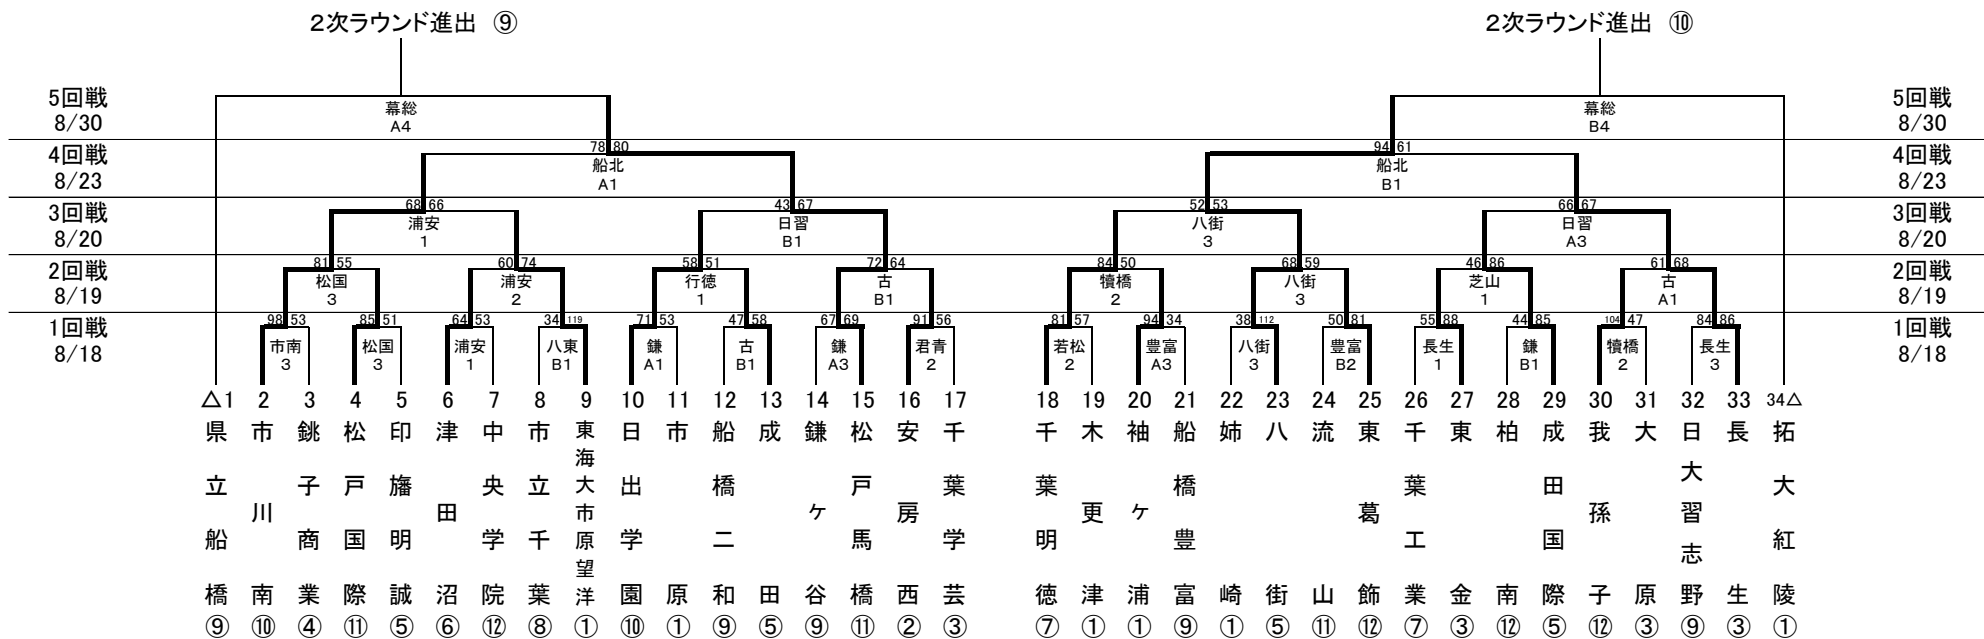 2次ラウンド進出 ⑨
2次ラウンド進出 ⑩
5回戦
8/30
幕総
A4
幕総
B4
5回戦
8/30
4回戦
8/23
78 80
船北
A1
94 61
船北
B1
4回戦
8/23
3回戦
8/20
68 66
浦安
1
43 67
日習
B1
52 53
八街
3
66 67
日習
A3
3回戦
8/20
2回戦
8/19
81 55
松国
3
60 74
浦安
2
58 51
行徳
1
72 64
古
B1
84 50
犢橋
2
68 59
八街
3
46 86
芝山
1
61 68
古
A1
2回戦
8/19
1回戦
8/18
98 53
市南
3
85 51
松国
3
64 53
浦安
1
34 119
八東
B1
71 53
鎌
A1
47 58
古
B1
67 69
鎌
A3
91 56
君青
2
81 57
若松
2
94 34
豊富
A3
38 112
八街
3
50 81
豊富
B2
55 88
長生
1
44 85
鎌
B1
104 47
犢橋
2
84 86
長生
3
1回戦
8/18
△1 県立船橋⑨
2 市川南⑩
3 銚子商業④
4 松戸国際⑪
5 印旛明誠⑤
6 津田沼⑥
7 中央学院⑫
8 市立千葉⑧
9 東海大市原望洋①
10 日出学園⑩
11 市原①
12 船橋二和⑨
13 成田⑤
14 鎌ヶ谷⑨
15 松戸馬橋⑪
16 安房西②
17 千葉学芸③
18 千葉明徳⑦
19 木更津①
20 袖ヶ浦①
21 船橋豊富⑨
22 姉崎①
23 八街⑤
24 流山⑪
25 東葛飾⑫
26 千葉工業⑦
27 東金③
28 柏南⑫
29 成田国際⑤
30 我孫子⑫
31 大原③
32 日大習志野⑨
33 長生③
34△ 拓大紅陵①